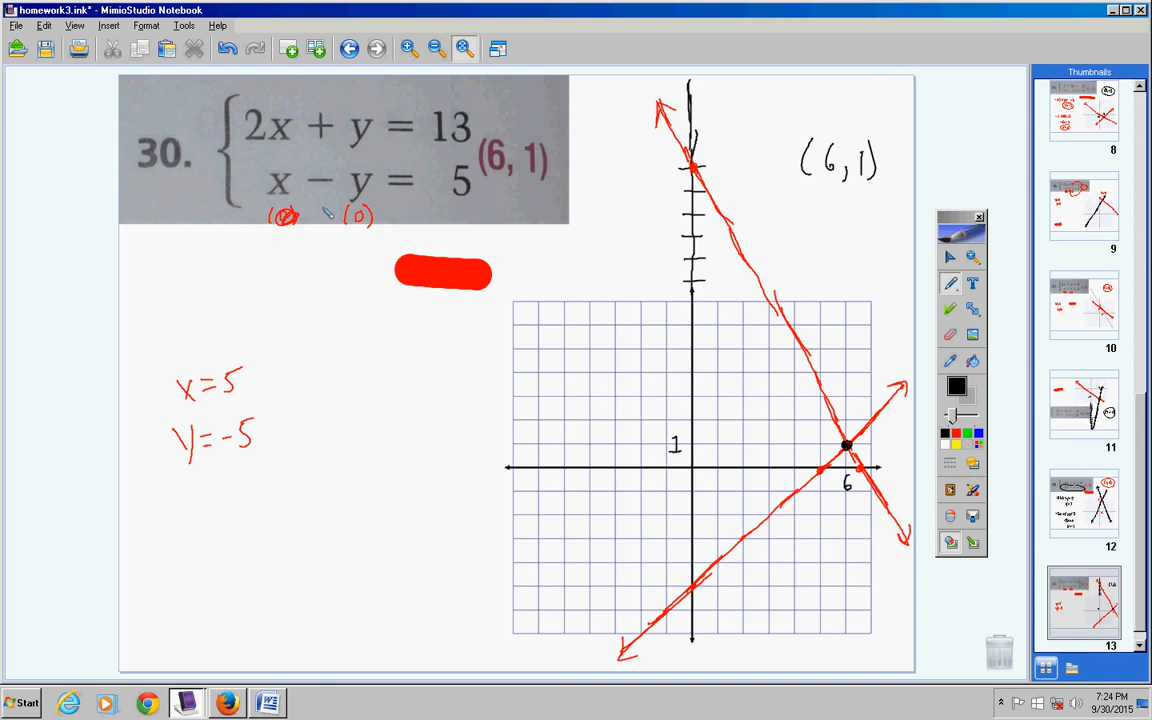 homework3.ink* - MimioStudio Notebook
File Edit View Insert Format Tools Help
Thumbnails
30. { 2x + y = 13
x − y = 5
(6, 1)
(0)
(6,1)
x=5
y=-5
1
6
T
8
9
10
11
12
13
Start
7:24 PM
9/30/2015